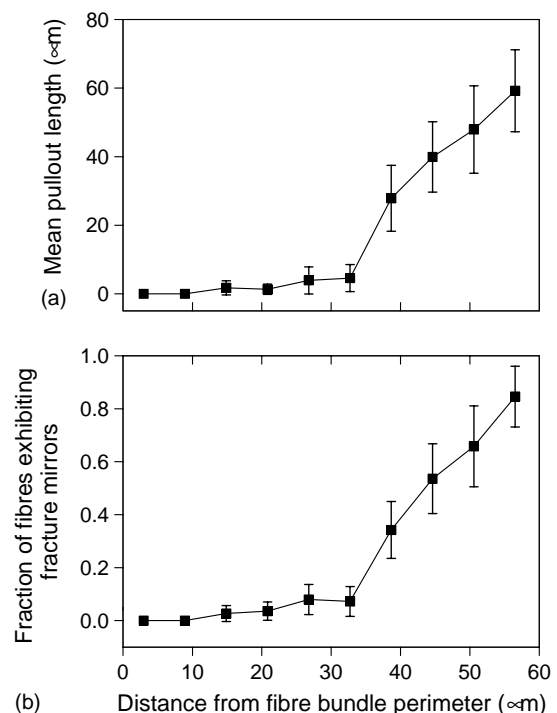 80
60
40
20
0
Mean pullout length (∝m)
(a)
1.0
0.8
0.6
0.4
0.2
0.0
Fraction of fibres exhibiting
fracture mirrors
0 10 20 30 40 50 60
(b) Distance from fibre bundle perimeter (∝m)